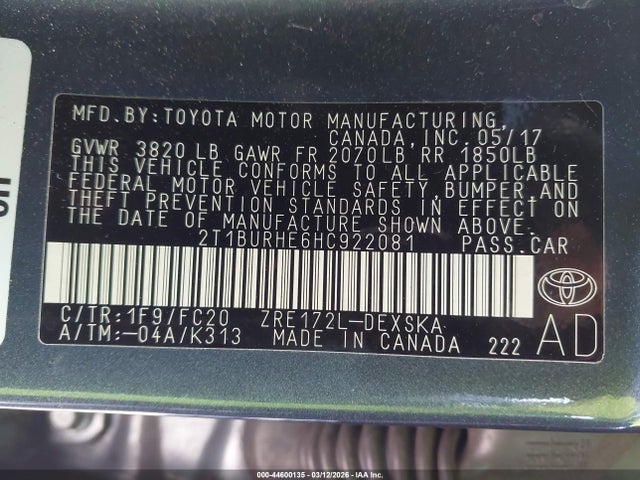 MFD.BY:TOYOTA MOTOR MANUFACTURING
CANADA,INC. 05/17
GVWR 3820 LB GAWR FR 2070LB RR 1850LB
THIS VEHICLE CONFORMS TO ALL APPLICABLE
FEDERAL MOTOR VEHICLE SAFETY, BUMPER, AND
THEFT PREVENTION STANDARDS IN EFFECT ON
THE DATE OF MANUFACTURE SHOWN ABOVE.
2T1BURHE6HC922081 PASS.CAR
C/TR:1F9/FC20 ZRE172L-DEXSKA
A/TM:-04A/K313 MADE IN CANADA 222 AD
000-44600135 - 03/12/2026 - IAA Inc.